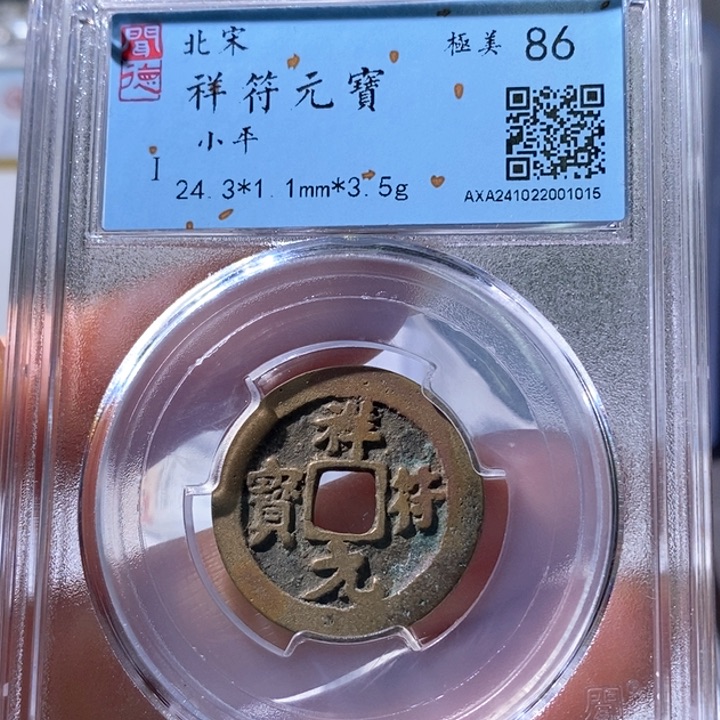 聞德
北宋 極美 86
祥符元寶
小平
I
24.3*1.1mm*3.5g
AXA241022001015
祥符元寶
聞